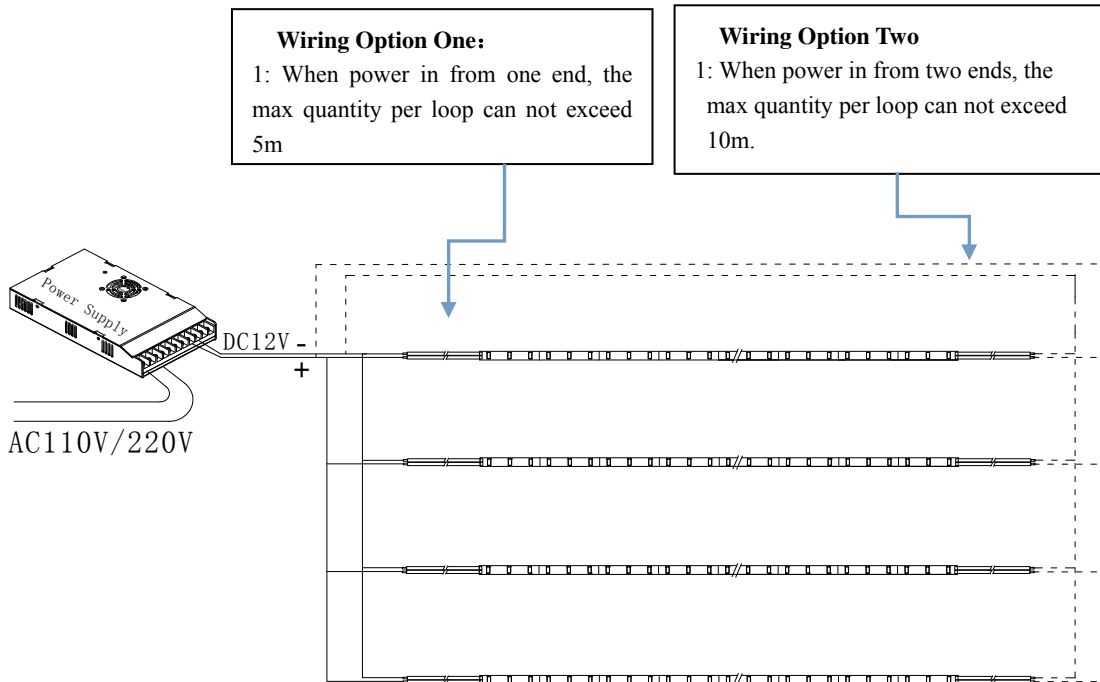 Wiring Option One：
1: When power in from one end, the
max quantity per loop can not exceed
5m
Wiring Option Two
1: When power in from two ends, the
max quantity per loop can not exceed
10m.
Power Supply
DC12V -
+
AC110V/220V